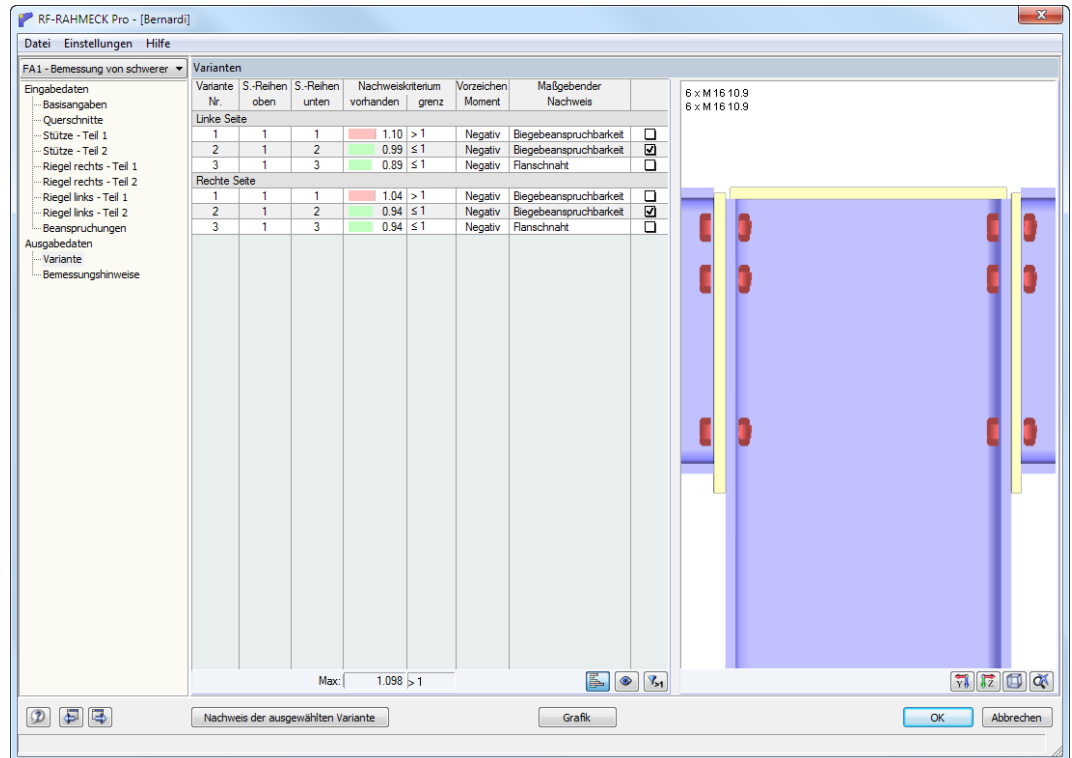 RF-RAHMECK Pro - [Bernardi]
Datei Einstellungen Hilfe
FA1 - Bemessung von schwerer
Eingabedaten
Basisangaben
Querschnitte
Stütze - Teil 1
Stütze - Teil 2
Riegel rechts - Teil 1
Riegel rechts - Teil 2
Riegel links - Teil 1
Riegel links - Teil 2
Beanspruchungen
Ausgabedaten
Variante
Bemessungshinweise
Varianten
Variante S.-Reihen S.-Reihen Nachweiskriterium Vorzeichen Maßgebender
Nr. oben unten vorhanden grenz Moment Nachweis
Linke Seite
1 1 1 1.10 > 1 Negativ Biegebeanspruchbarkeit
2 1 2 0.99 ≤ 1 Negativ Biegebeanspruchbarkeit
3 1 3 0.89 ≤ 1 Negativ Flanschnaht
Rechte Seite
1 1 1 1.04 > 1 Negativ Biegebeanspruchbarkeit
2 1 2 0.94 ≤ 1 Negativ Biegebeanspruchbarkeit
3 1 3 0.94 ≤ 1 Negativ Flanschnaht
Max: 1.098 > 1
>1
6 x M 16 10.9
6 x M 16 10.9
Y Z
Nachweis der ausgewählten Variante Grafik OK Abbrechen